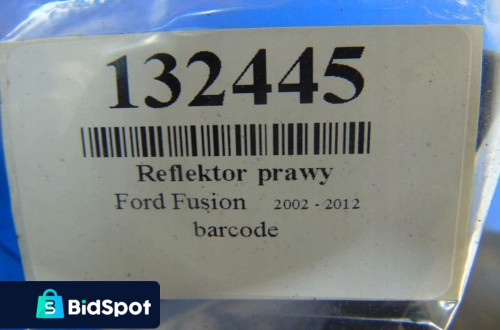 132445
Reflektor prawy
Ford Fusion 2002 - 2012
barcode
BidSpot